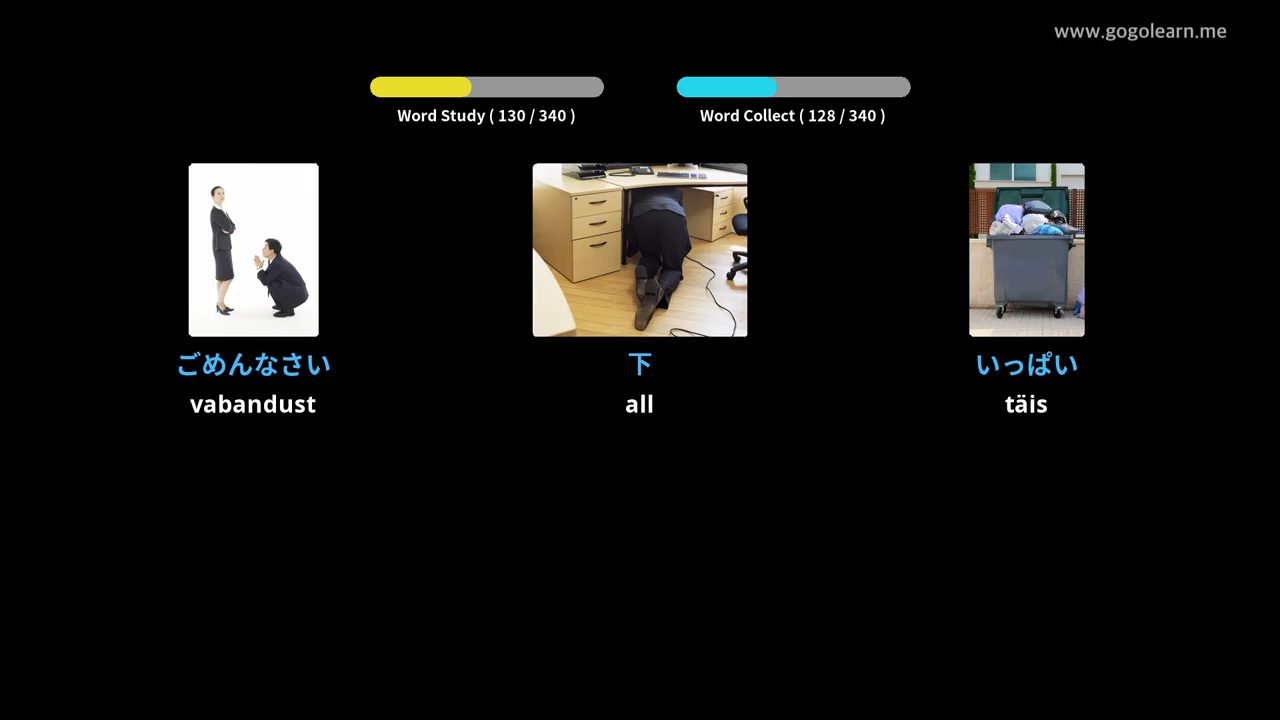 www.gogolearn.me
Word Study ( 130 / 340 )
Word Collect ( 128 / 340 )
ごめんなさい
vabandust
下
all
いっぱい
täis